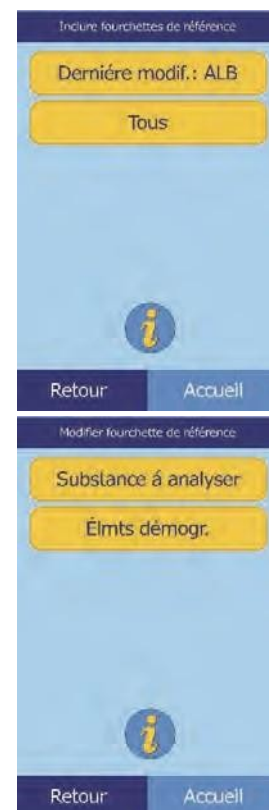 Inclure fourchettes de référence
Derniére modif.: ALB
Tous
i
Retour Accueil
Modifier fourchette de référence
Substance á analyser
Élmts démogr.
i
Retour Accueil